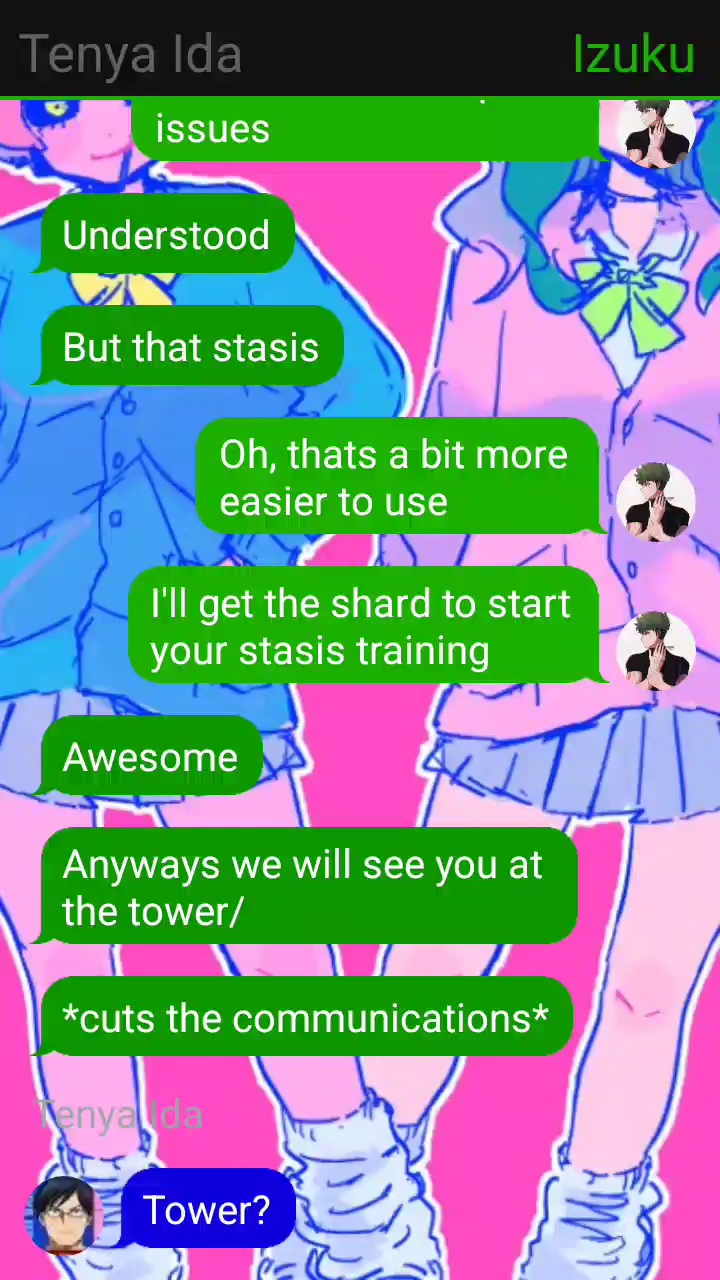 Tenya Ida
Izuku
issues
Understood
But that stasis
Oh, thats a bit more
easier to use
I'll get the shard to start
your stasis training
Awesome
Anyways we will see you at
the tower/
*cuts the communications*
Tenya Ida
Tower?